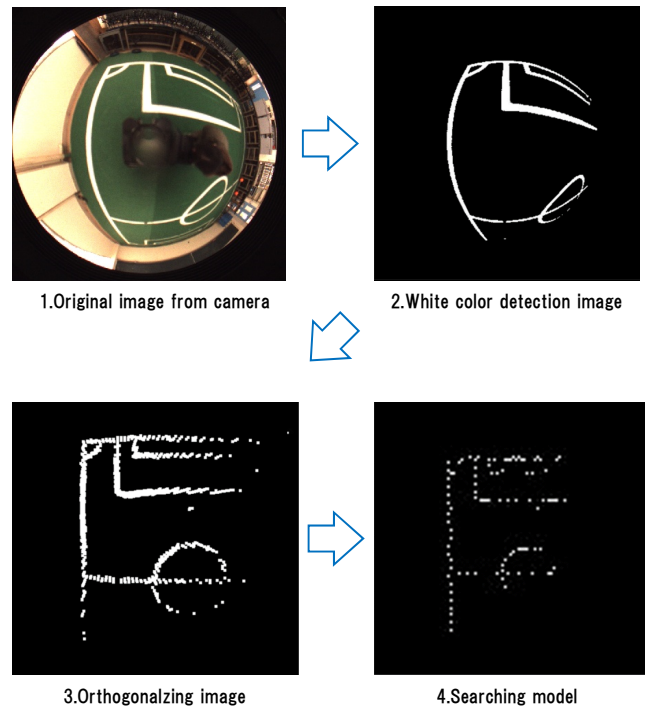 1.Original image from camera
2.White color detection image
3.Orthogonalzing image
4.Searching model